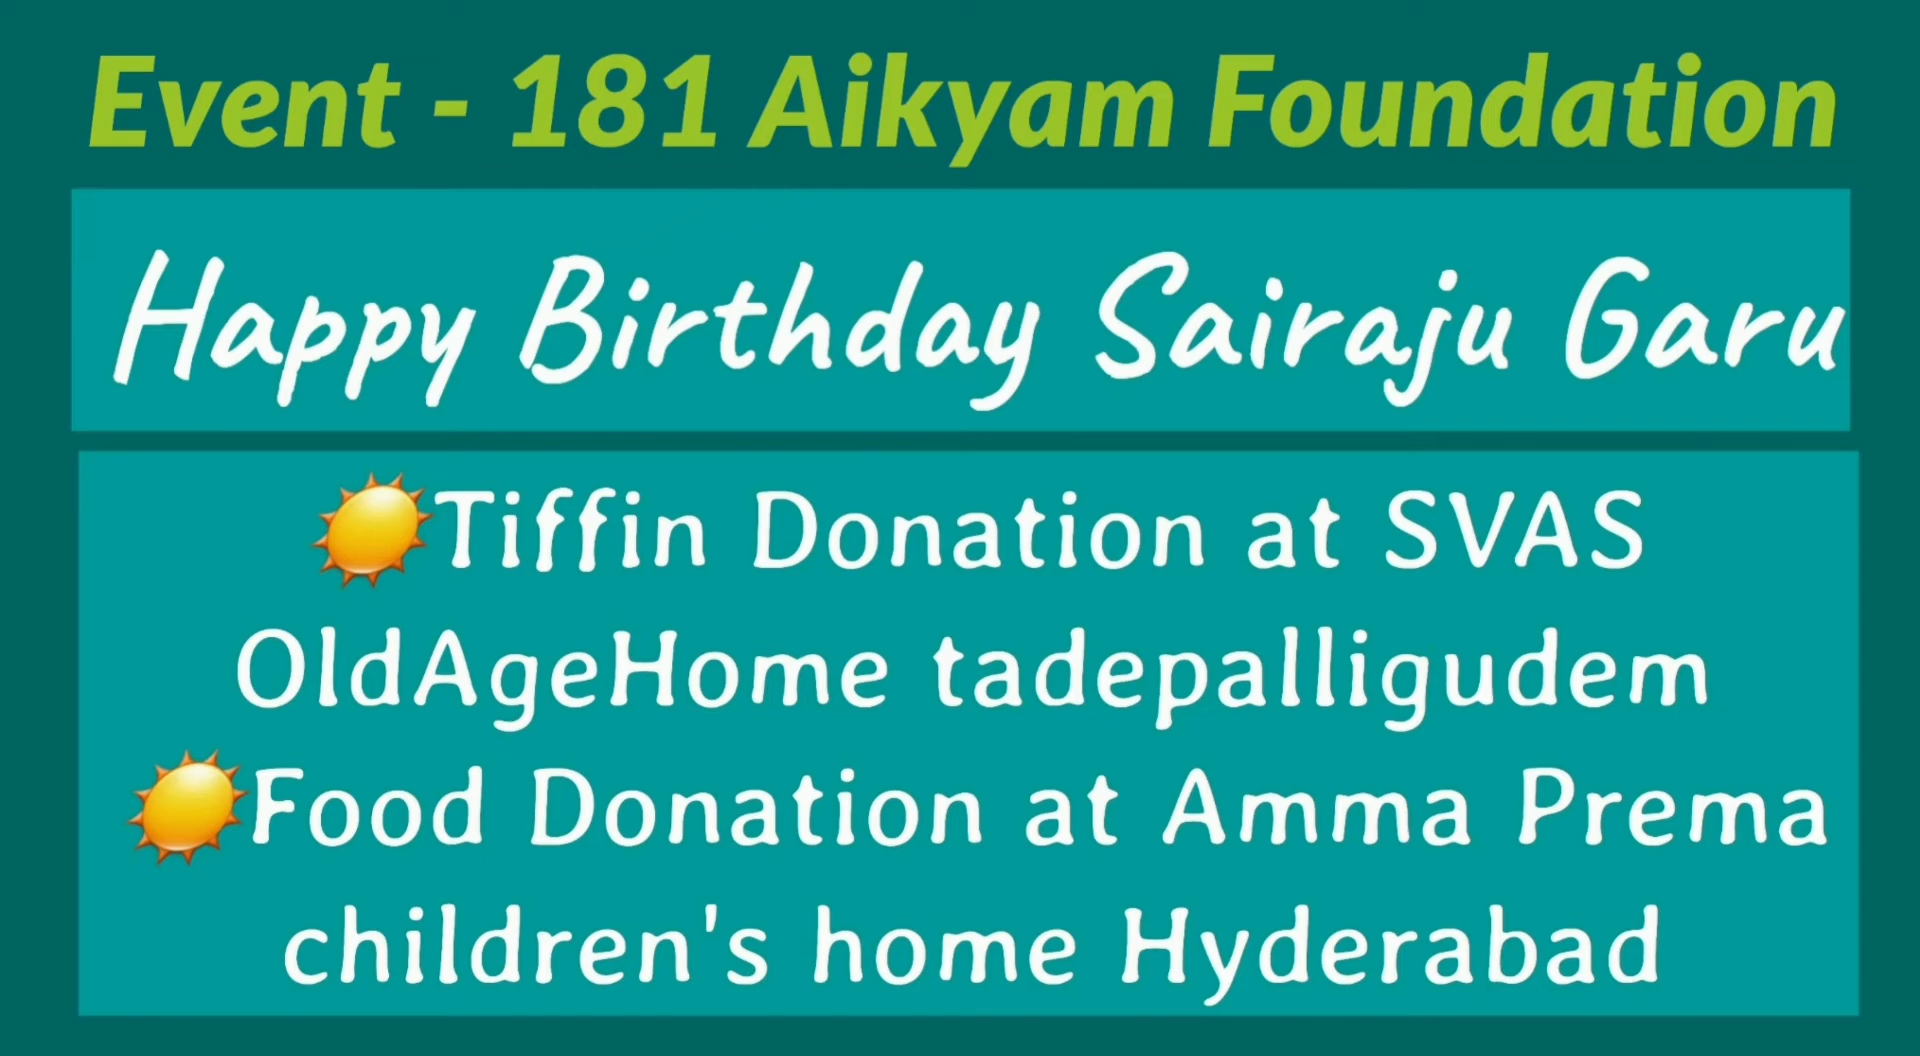 Event - 181 Aikyam Foundation
Happy Birthday Sairaju Garu
Tiffin Donation at SVAS
OldAgeHome tadepalligudem
Food Donation at Amma Prema
children's home Hyderabad